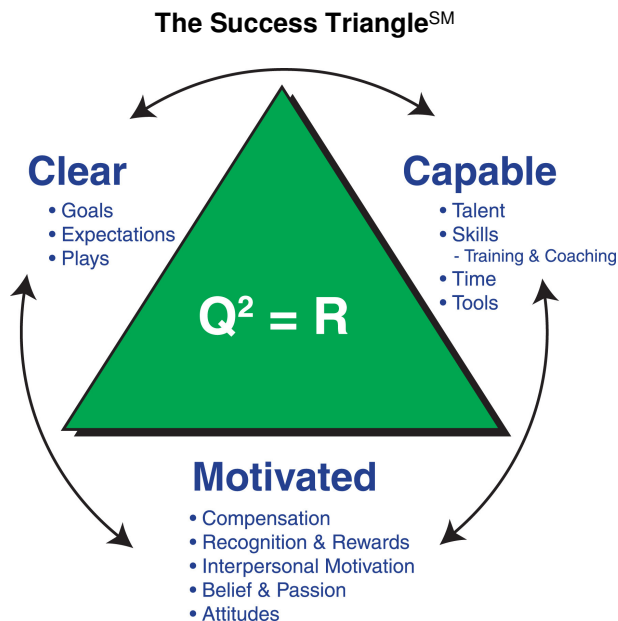 The Success Triangle℠
Clear
• Goals
• Expectations
• Plays
Capable
• Talent
• Skills
- Training & Coaching
• Time
• Tools
Q² = R
Motivated
• Compensation
• Recognition & Rewards
• Interpersonal Motivation
• Belief & Passion
• Attitudes